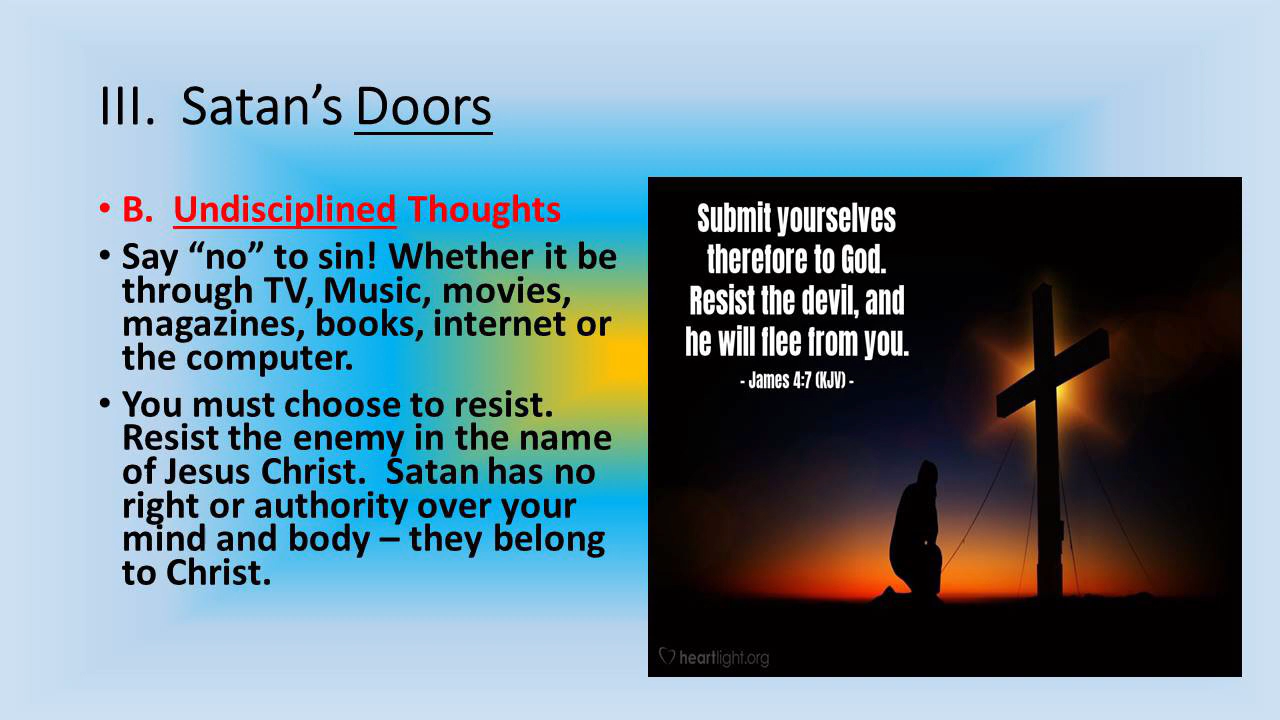 III.  Satan’s Doors
• B.  Undisciplined Thoughts
• Say “no” to sin! Whether it be
through TV, Music, movies,
magazines, books, internet or
the computer.
• You must choose to resist.
Resist the enemy in the name
of Jesus Christ.  Satan has no
right or authority over your
mind and body – they belong
to Christ.
Submit yourselves
therefore to God.
Resist the devil, and
he will flee from you.
- James 4:7 (KJV) -
heartlight.org